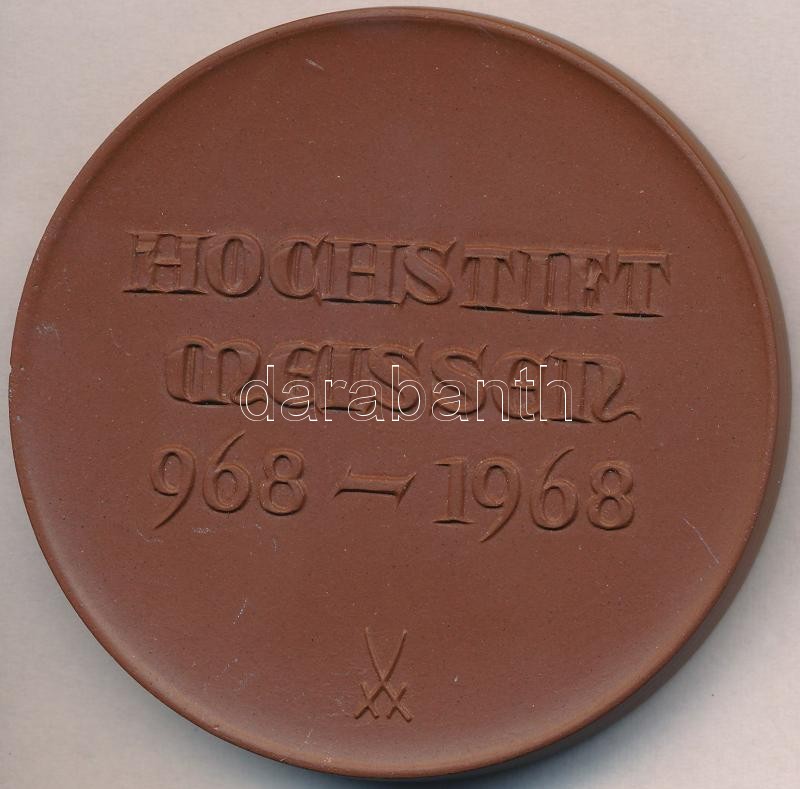 HOCHSTIFT
MEISSEN
darabanth
968 – 1968